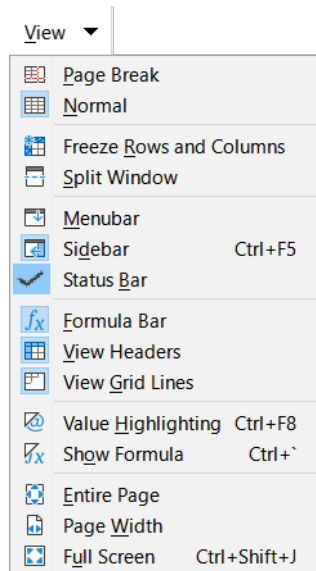 View
Page Break
Normal
Freeze Rows and Columns
Split Window
Menubar
Sidebar Ctrl+F5
Status Bar
Formula Bar
View Headers
View Grid Lines
Value Highlighting Ctrl+F8
Show Formula Ctrl+`
Entire Page
Page Width
Full Screen Ctrl+Shift+J